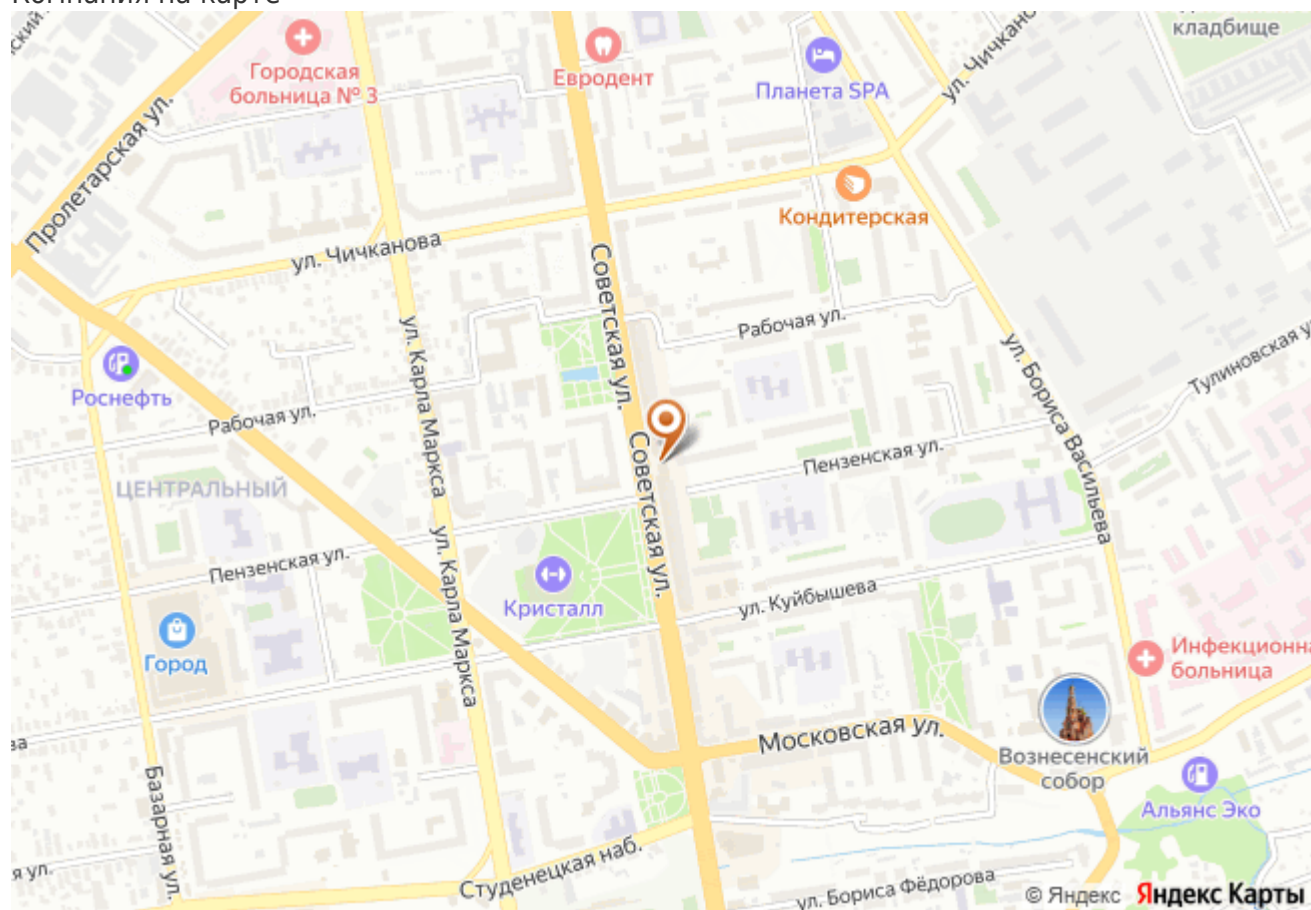 Компания на карте
кладбище
Городская
больница № 3
Евродент
Планета SPA
ул. Чичкано
Пролетарская ул.
Кондитерская
ул. Чичканова
Советская ул.
Рабочая ул.
Роснефть
ул. Карла Маркса
ул. Бориса Васильева
Тулиновская у
Рабочая ул.
Советская ул.
Пензенская ул.
ЦЕНТРАЛЬНЫЙ
ул. Карла Маркса
Пензенская ул.
Кристалл
ул. Куйбышева
Город
Инфекционна
больница
Московская ул.
Вознесенский
собор
Базарная ул.
Альянс Эко
Студенецкая наб.
я ул.
ул. Бориса Фёдорова
© Яндекс Яндекс Карты